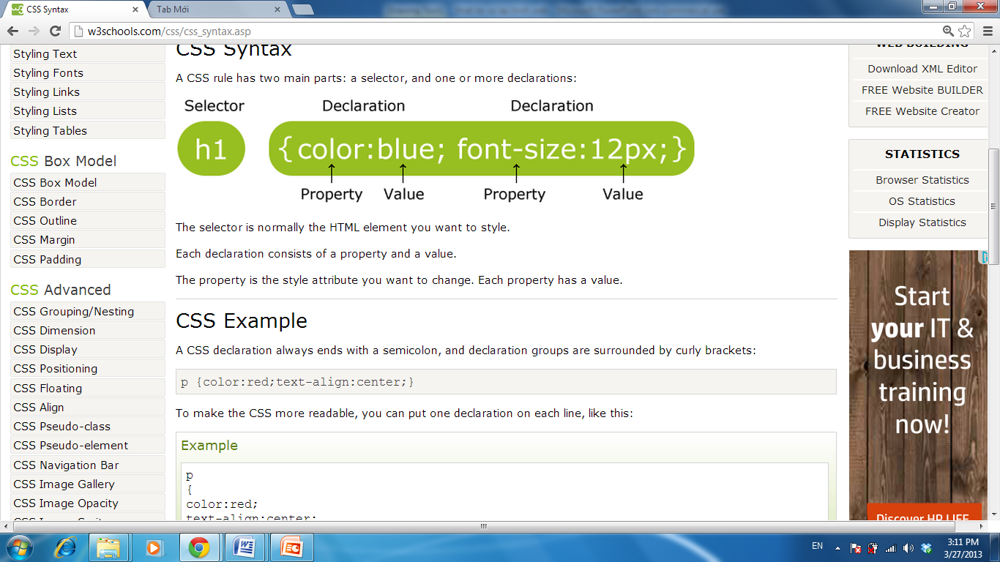 CSS Syntax
Tab Mới
w3schools.com/css/css_syntax.asp
Styling Text
Styling Fonts
Styling Links
Styling Lists
Styling Tables
CSS Box Model
CSS Box Model
CSS Border
CSS Outline
CSS Margin
CSS Padding
CSS Advanced
CSS Grouping/Nesting
CSS Dimension
CSS Display
CSS Positioning
CSS Floating
CSS Align
CSS Pseudo-class
CSS Pseudo-element
CSS Navigation Bar
CSS Image Gallery
CSS Image Opacity
CSS Syntax
A CSS rule has two main parts: a selector, and one or more declarations:
Selector Declaration Declaration
h1 {color:blue; font-size:12px;}
Property Value Property Value
The selector is normally the HTML element you want to style.
Each declaration consists of a property and a value.
The property is the style attribute you want to change. Each property has a value.
CSS Example
A CSS declaration always ends with a semicolon, and declaration groups are surrounded by curly brackets:
p {color:red;text-align:center;}
To make the CSS more readable, you can put one declaration on each line, like this:
Example
p
{
color:red;
text-align:center;
WEB BUILDING
Download XML Editor
FREE Website BUILDER
FREE Website Creator
STATISTICS
Browser Statistics
OS Statistics
Display Statistics
Start
your IT &
business
training
now!
Discover HP LIFE
EN
3:11 PM
3/27/2013